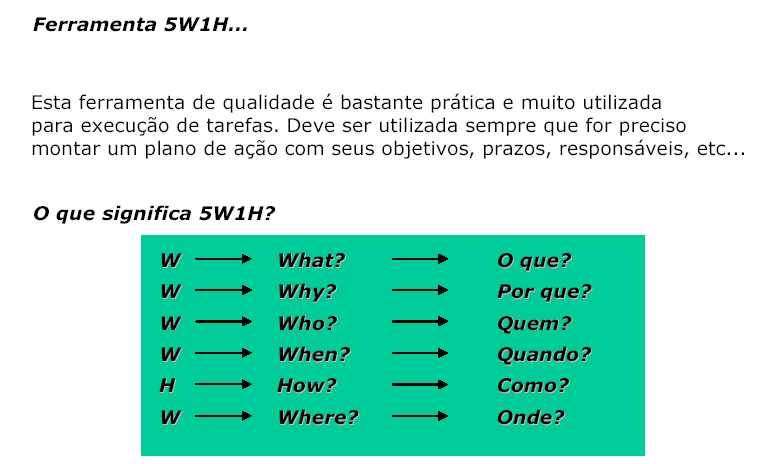 Ferramenta 5W1H...
Esta ferramenta de qualidade é bastante prática e muito utilizada
para execução de tarefas. Deve ser utilizada sempre que for preciso
montar um plano de ação com seus objetivos, prazos, responsáveis, etc...
O que significa 5W1H?
W What? O que?
W Why? Por que?
W Who? Quem?
W When? Quando?
H How? Como?
W Where? Onde?